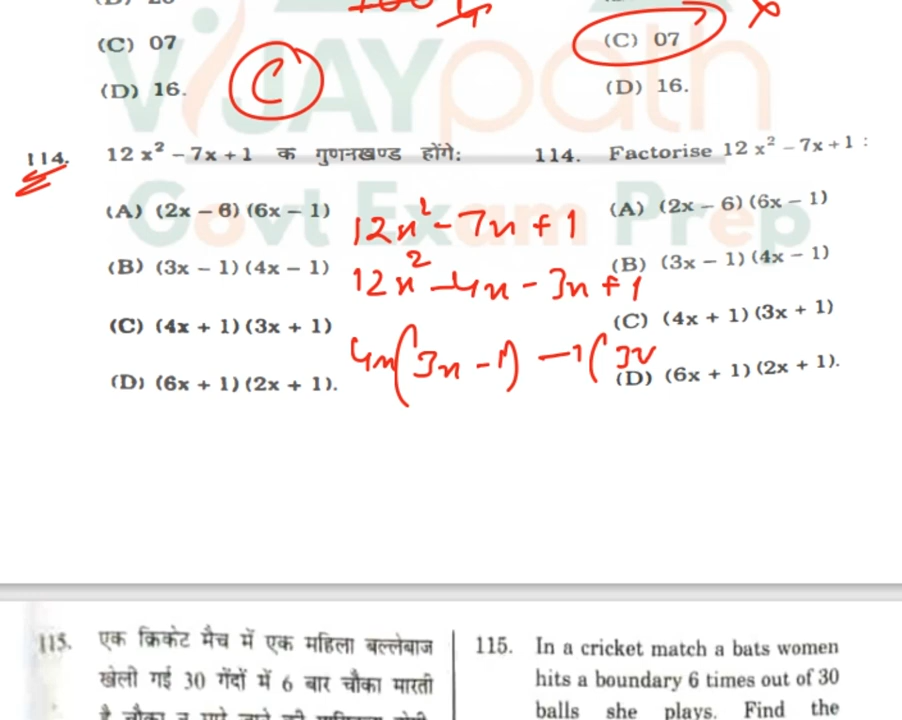 (C) 07
(D) 16.
C
(C) 07
(D) 16.
VIJAYpath
Govt Exam Prep
114. 12 x² – 7x + 1 क गुणनखण्ड होंगे:
(A) (2x – 6) (6x – 1)
(B) (3x – 1) (4x – 1)
(C) (4x + 1) (3x + 1)
(D) (6x + 1) (2x + 1).
12x² - 7x + 1
12x² - 4x - 3x + 1
4x(3x - 1) - 1(3x
114. Factorise 12 x² – 7x + 1 :
(A) (2x – 6) (6x – 1)
(B) (3x – 1) (4x – 1)
(C) (4x + 1) (3x + 1)
(D) (6x + 1) (2x + 1).
115. एक क्रिकेट मैच में एक महिला बल्लेबाज
खेली गई 30 गेंदों में 6 बार चौका मारती
115. In a cricket match a bats women
hits a boundary 6 times out of 30
balls she plays. Find the